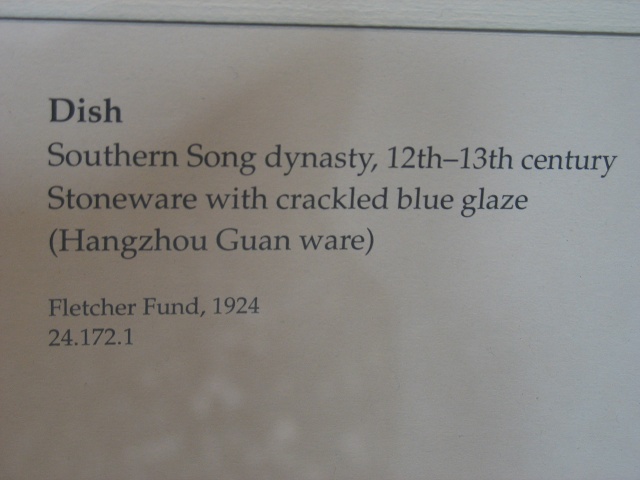 Dish
Southern Song dynasty, 12th–13th century
Stoneware with crackled blue glaze
(Hangzhou Guan ware)
Fletcher Fund, 1924
24.172.1